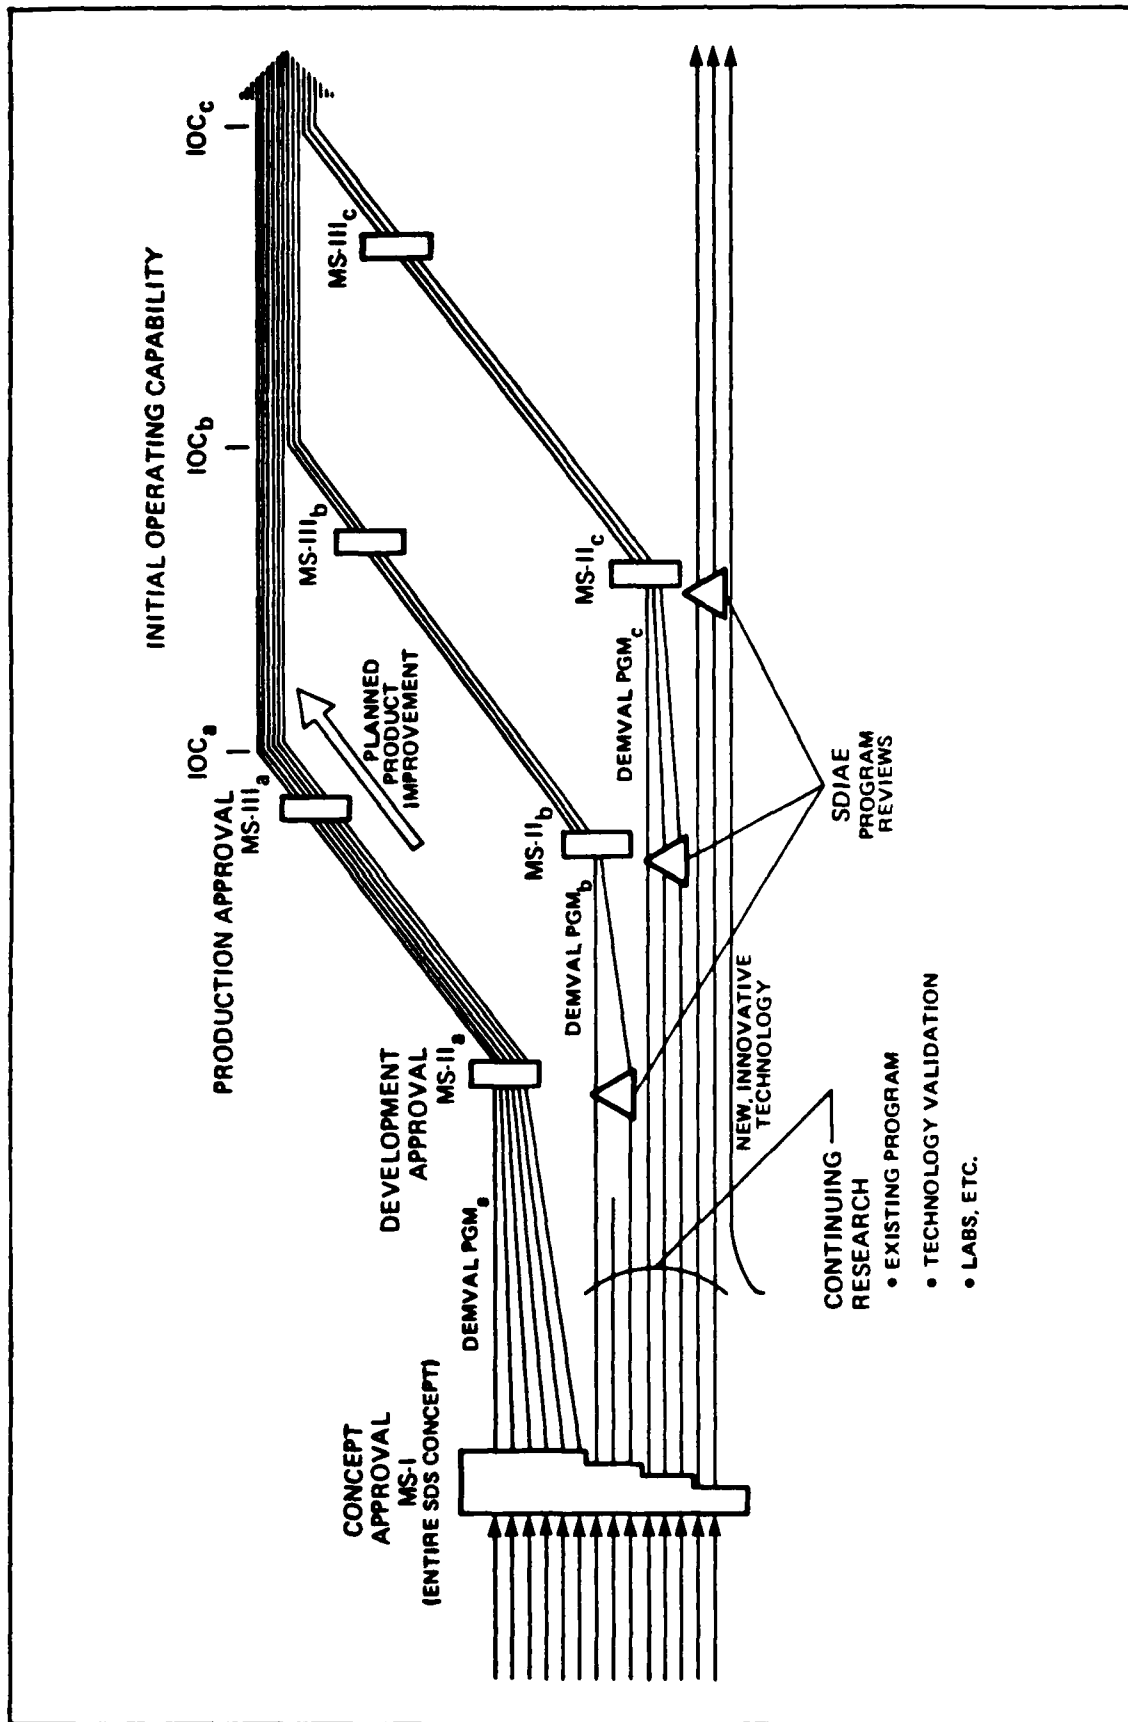 INITIAL OPERATING CAPABILITY
IOCa
IOCb
IOCc
PRODUCTION APPROVAL
MS-IIIa
MS-IIIb
MS-IIIc
PLANNED
PRODUCT
IMPROVEMENT
DEVELOPMENT
APPROVAL
MS-IIa
MS-IIb
MS-IIc
CONCEPT
APPROVAL
MS-I
(ENTIRE SDS CONCEPT)
DEMVAL PGMa
DEMVAL PGMb
DEMVAL PGMc
NEW, INNOVATIVE
TECHNOLOGY
SDIAE
PROGRAM
REVIEWS
CONTINUING
RESEARCH
• EXISTING PROGRAM
• TECHNOLOGY VALIDATION
• LABS, ETC.